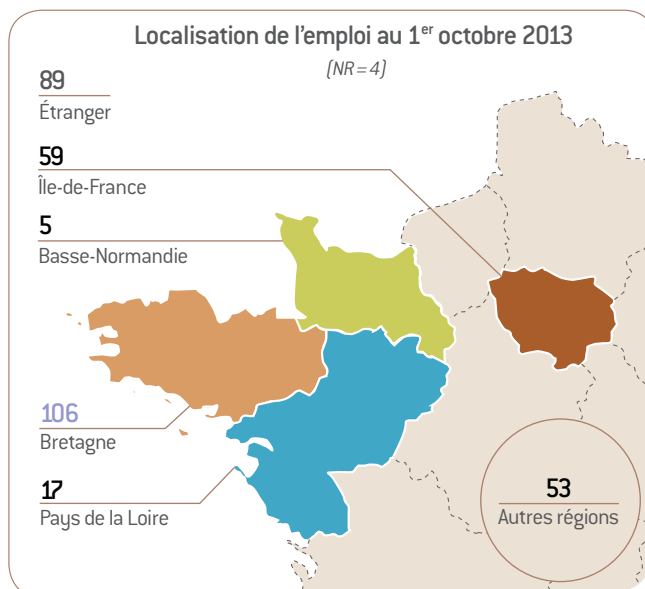 Localisation de l'emploi au 1er octobre 2013
(NR=4)
89
Étranger
59
Île-de-France
5
Basse-Normandie
106
Bretagne
17
Pays de la Loire
53
Autres régions